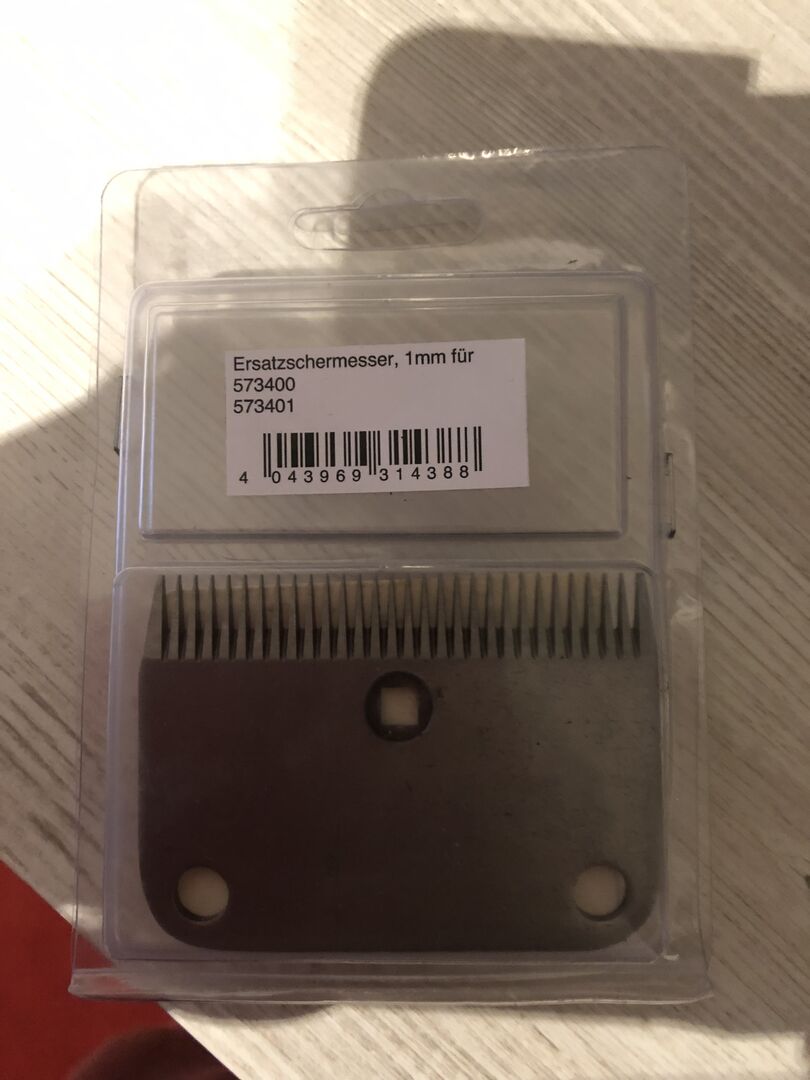 Ersatzschermesser, 1mm für
573400
573401
4 043969 314388